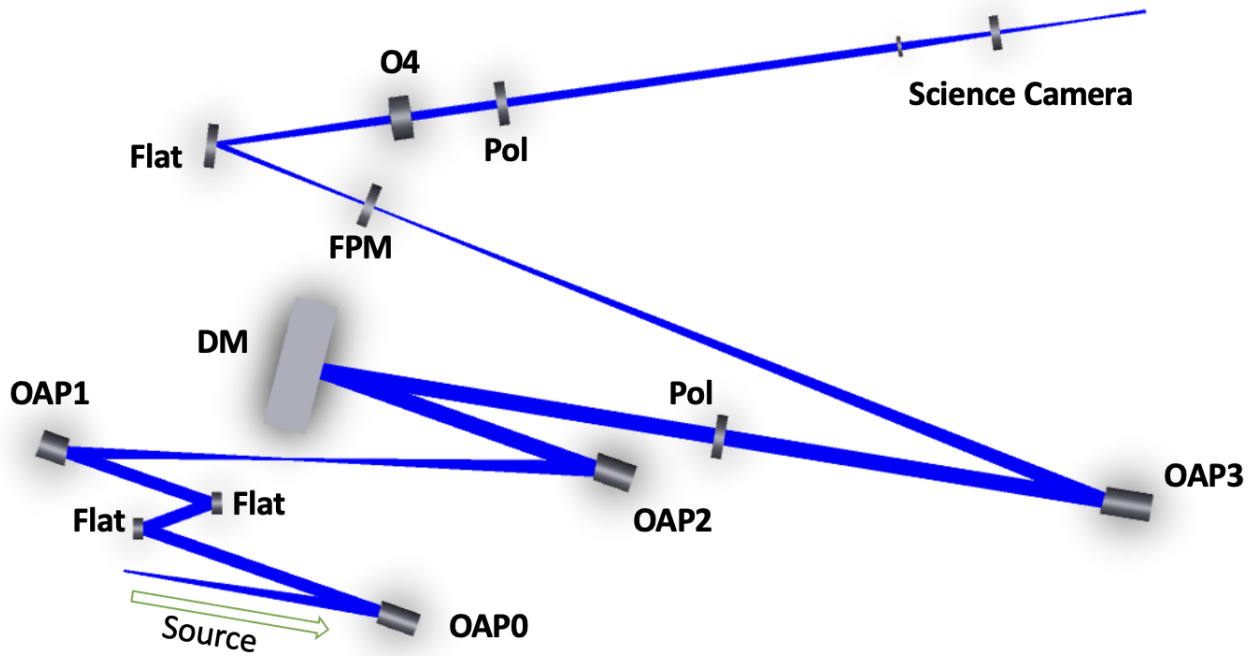 O4
Science Camera
Pol
Flat
FPM
DM
OAP1
Pol
OAP3
Flat
Flat
OAP2
OAP0
Source